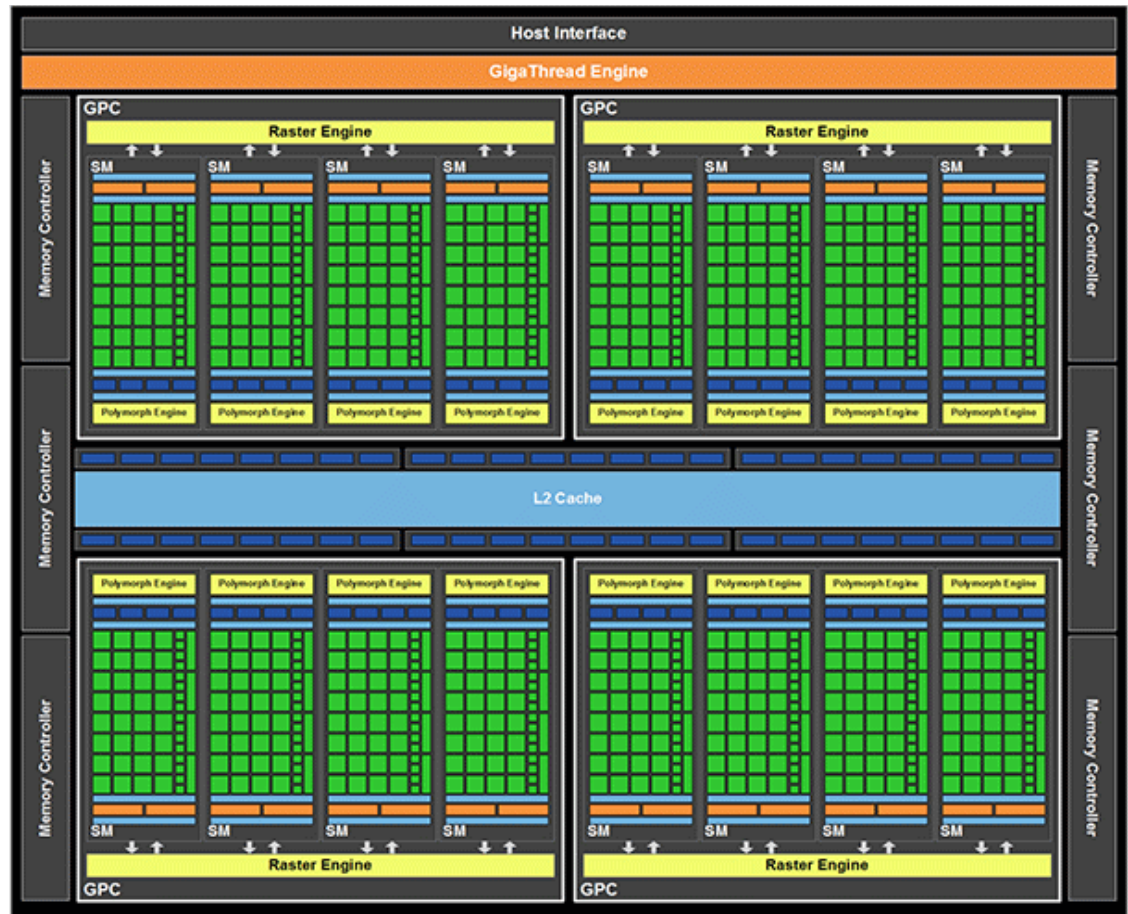 Host Interface
GigaThread Engine
Memory Controller
GPC
Raster Engine
SM SM SM SM
Polymorph Engine Polymorph Engine Polymorph Engine Polymorph Engine
GPC
Raster Engine
SM SM SM SM
Polymorph Engine Polymorph Engine Polymorph Engine Polymorph Engine
Memory Controller
Memory Controller
L2 Cache
Memory Controller
Memory Controller
Polymorph Engine Polymorph Engine Polymorph Engine Polymorph Engine
SM SM SM SM
Raster Engine
GPC
Polymorph Engine Polymorph Engine Polymorph Engine Polymorph Engine
SM SM SM SM
Raster Engine
GPC
Memory Controller